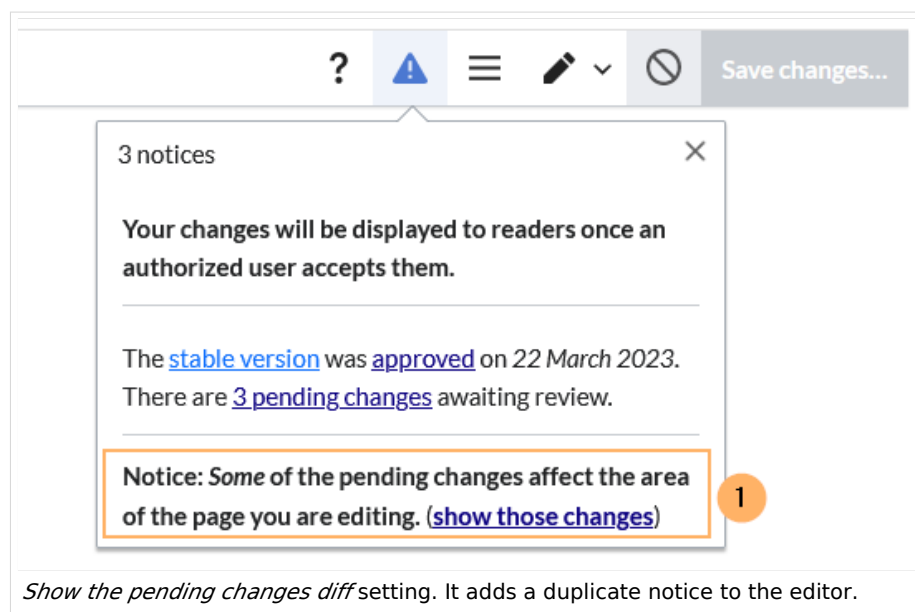 ? Save changes...
3 notices
Your changes will be displayed to readers once an
authorized user accepts them.
The stable version was approved on 22 March 2023.
There are 3 pending changes awaiting review.
Notice: Some of the pending changes affect the area
of the page you are editing. (show those changes)
1
Show the pending changes diff setting. It adds a duplicate notice to the editor.